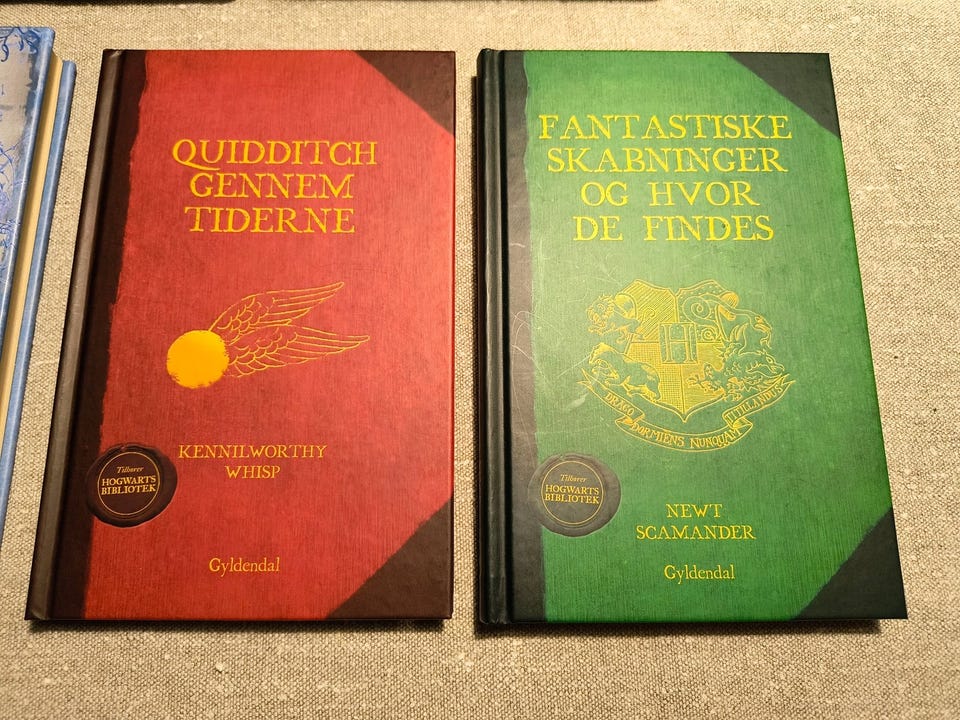 QUIDDITCH
GENNEM
TIDERNE
KENNILWORTHY
WHISP
Tilhører
HOGWARTS
BIBLIOTEK
Gyldendal
FANTASTISKE
SKABNINGER
OG HVOR
DE FINDES
H
DRACO DORMIENS NUNQUAM TITILLANDUS
Tilhører
HOGWARTS
BIBLIOTEK
NEWT
SCAMANDER
Gyldendal